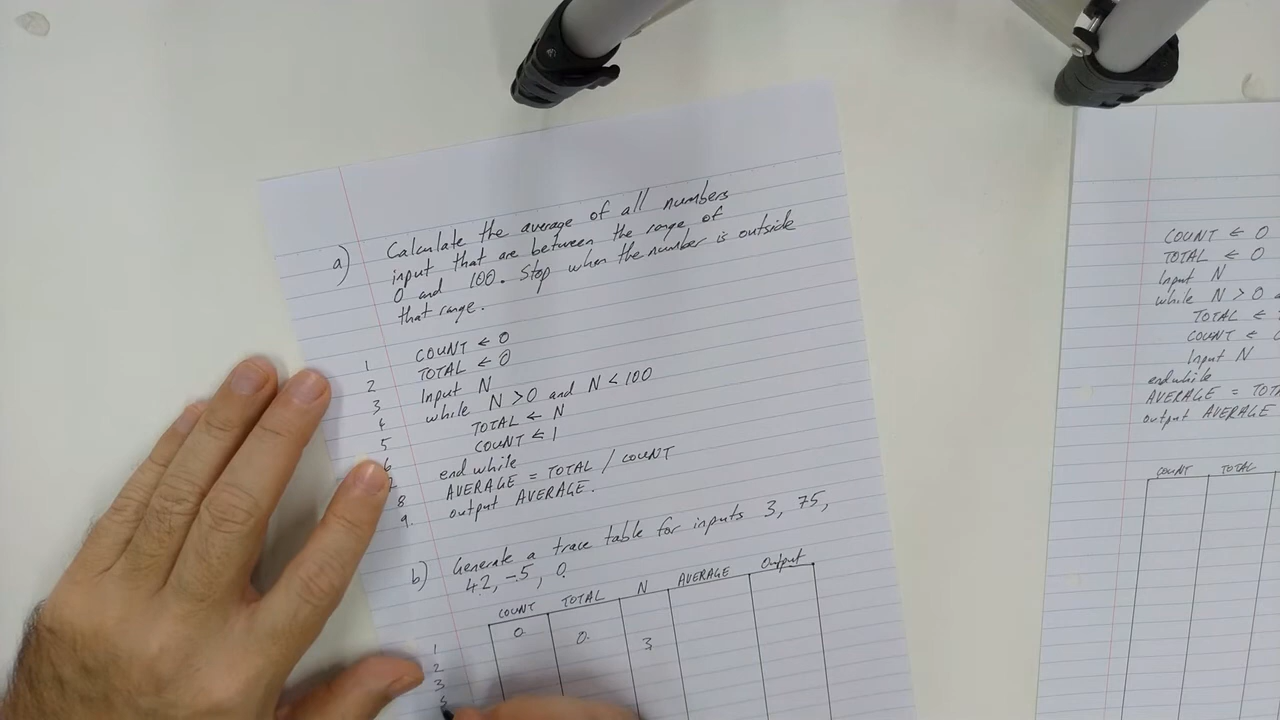 a) Calculate the average of all numbers
input that are between the range of
0 and 100. Stop when the number is outside
that range.
1 COUNT ← 0
2 TOTAL ← 0
3 Input N
4 while N > 0 and N < 100
5 TOTAL ← N
6 COUNT ← 1
7 end while
8 AVERAGE = TOTAL / COUNT
9. output AVERAGE.
b) Generate a trace table for inputs 3, 75,
42, -5, 0.
COUNT TOTAL N AVERAGE Output
1 0.
2 0.
3 3
5
COUNT ← 0
TOTAL ← 0
Input N
while N > 0
TOTAL ←
COUNT ←
Input N
endwhile
AVERAGE =
output AVERAGE
COUNT TOTAL